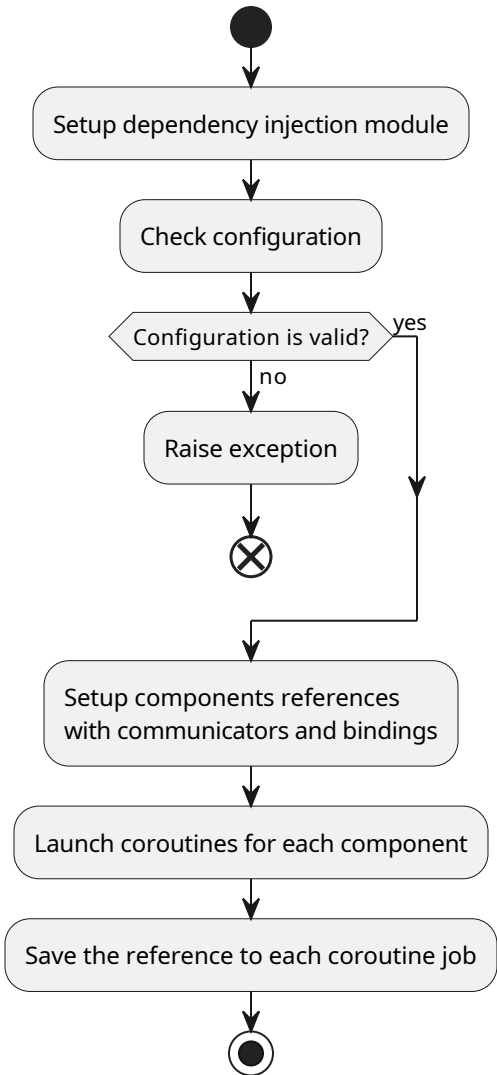 Setup dependency injection module
Check configuration
Configuration is valid?
yes
no
Raise exception
Setup components references
with communicators and bindings
Launch coroutines for each component
Save the reference to each coroutine job